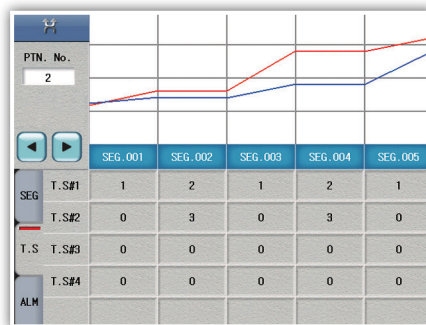 PTN. No.
2
SEG.001 SEG.002 SEG.003 SEG.004 SEG.005
SEG
T.S#1 1 2 1 2 1
T.S#2 0 3 0 3 0
T.S T.S#3 0 0 0 0 0
T.S#4 0 0 0 0 0
ALM